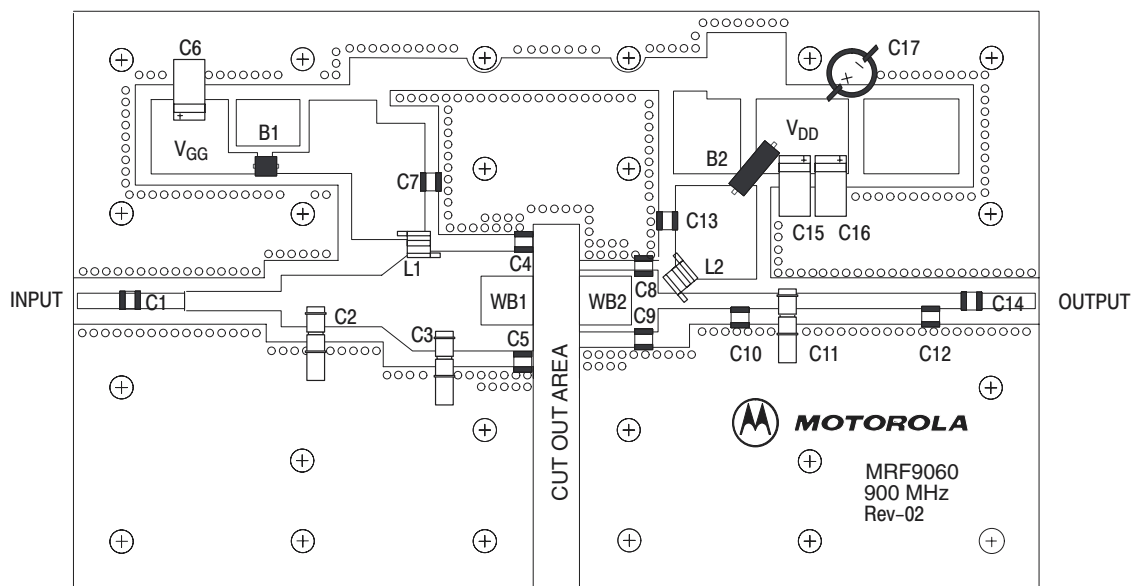 C6
C17
B1
VGG
VDD
B2
C7
C13
C15 C16
L1
C4
L2
C8
INPUT
C1
WB1
WB2
C14
OUTPUT
C2
C3
C5
C9
C10
C11
C12
CUT OUT AREA
MOTOROLA
MRF9060
900 MHz
Rev-02